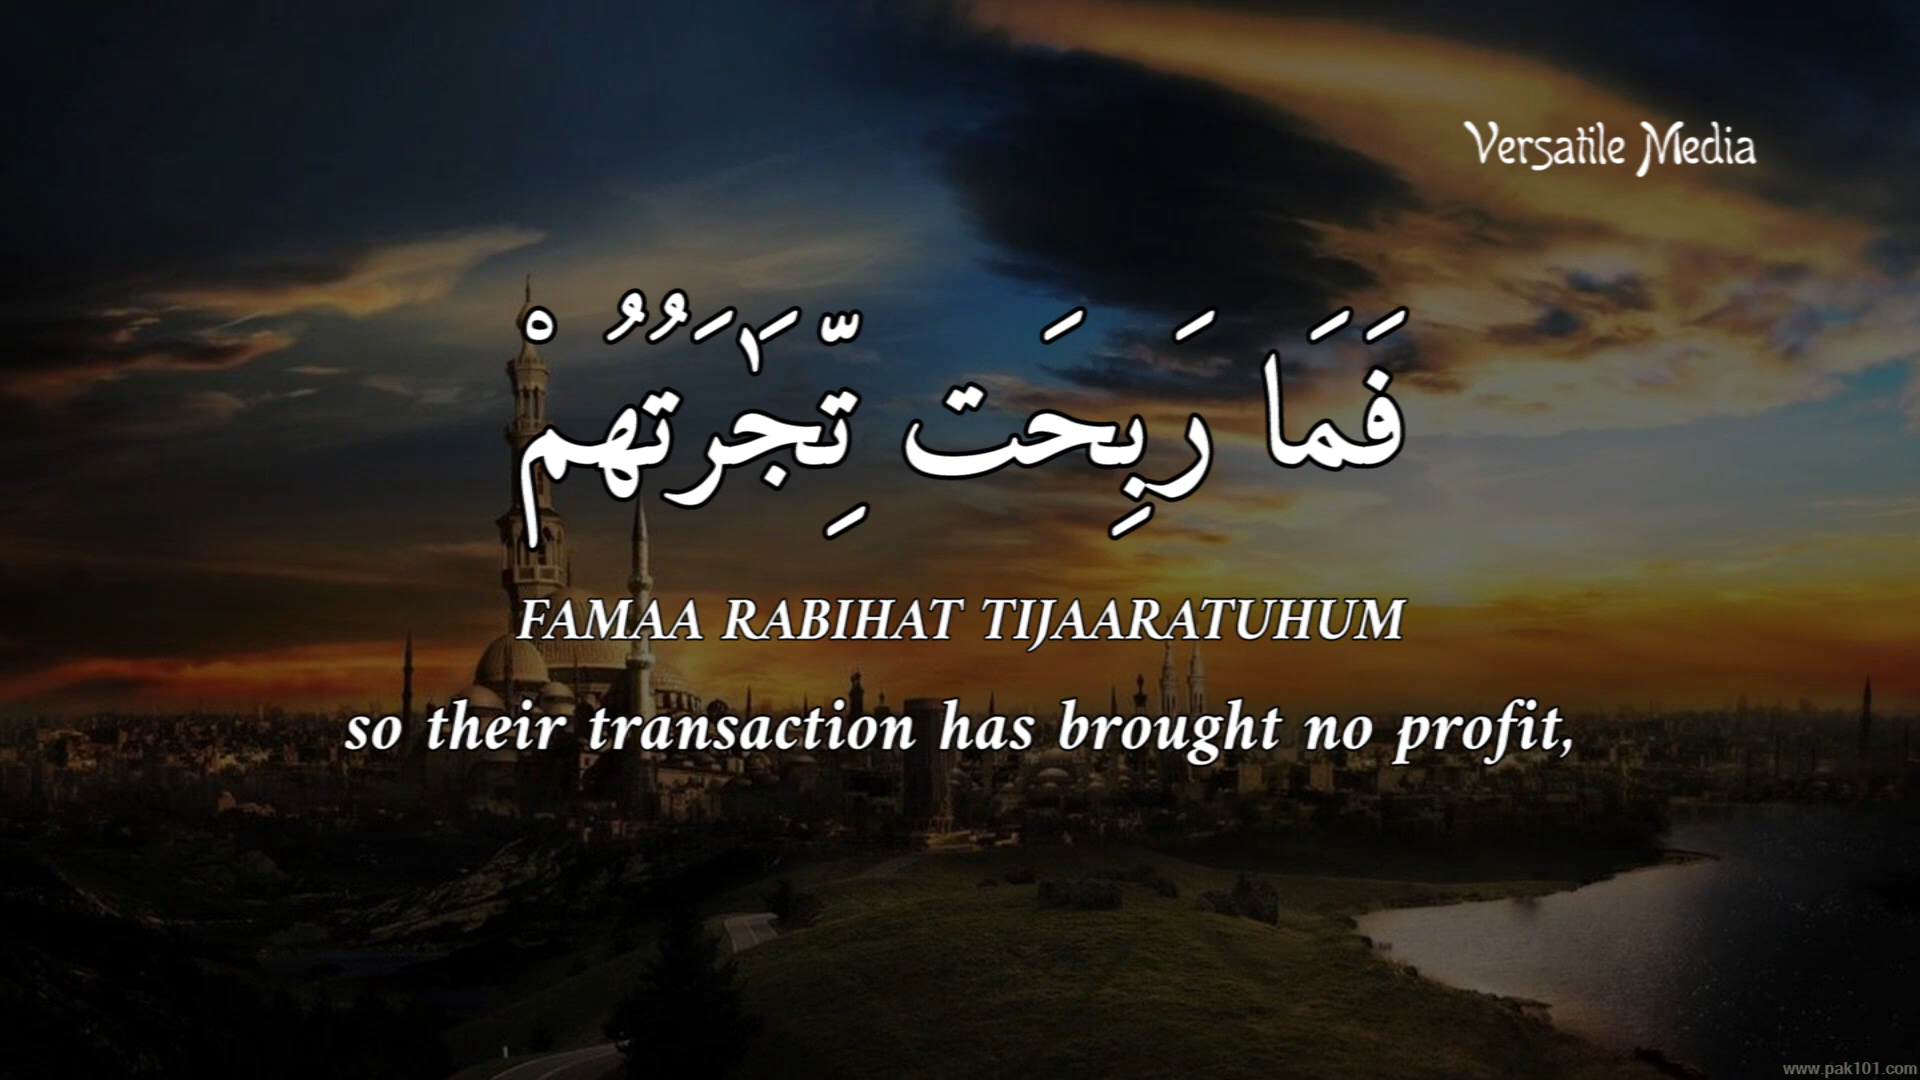 Versatile Media
فَمَا رَبِحَت تِّجَٰرَتُهُمْ
FAMAA RABIHAT TIJAARATUHUM
so their transaction has brought no profit,
www.pak101.com